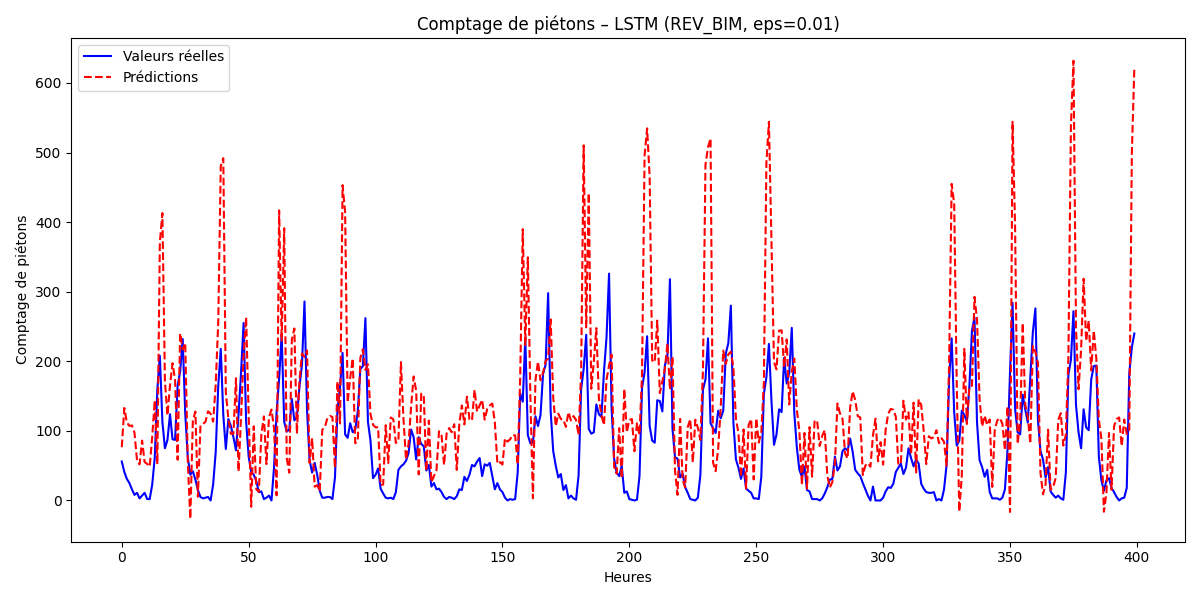 Comptage de piétons – LSTM (REV_BIM, eps=0.01)
Valeurs réelles
Prédictions
Comptage de piétons
600
500
400
300
200
100
0
0 50 100 150 200 250 300 350 400
Heures